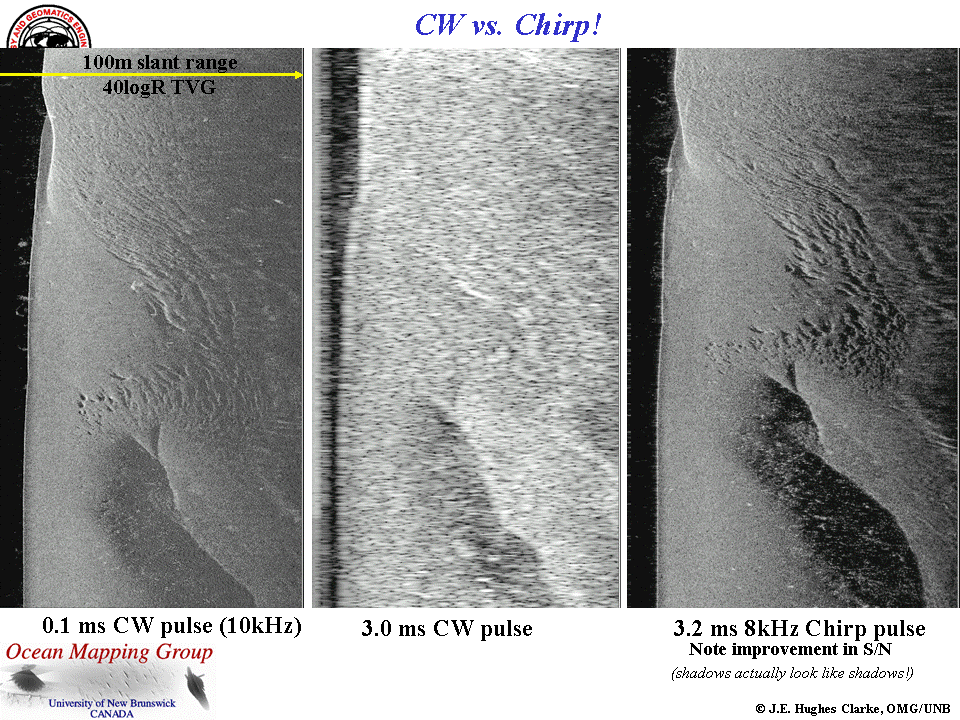 CW vs. Chirp!
100m slant range
40logR TVG
0.1 ms CW pulse (10kHz)
3.0 ms CW pulse
3.2 ms 8kHz Chirp pulse
Note improvement in S/N
(shadows actually look like shadows!)
Ocean Mapping Group
University of New Brunswick
CANADA
© J.E. Hughes Clarke, OMG/UNB